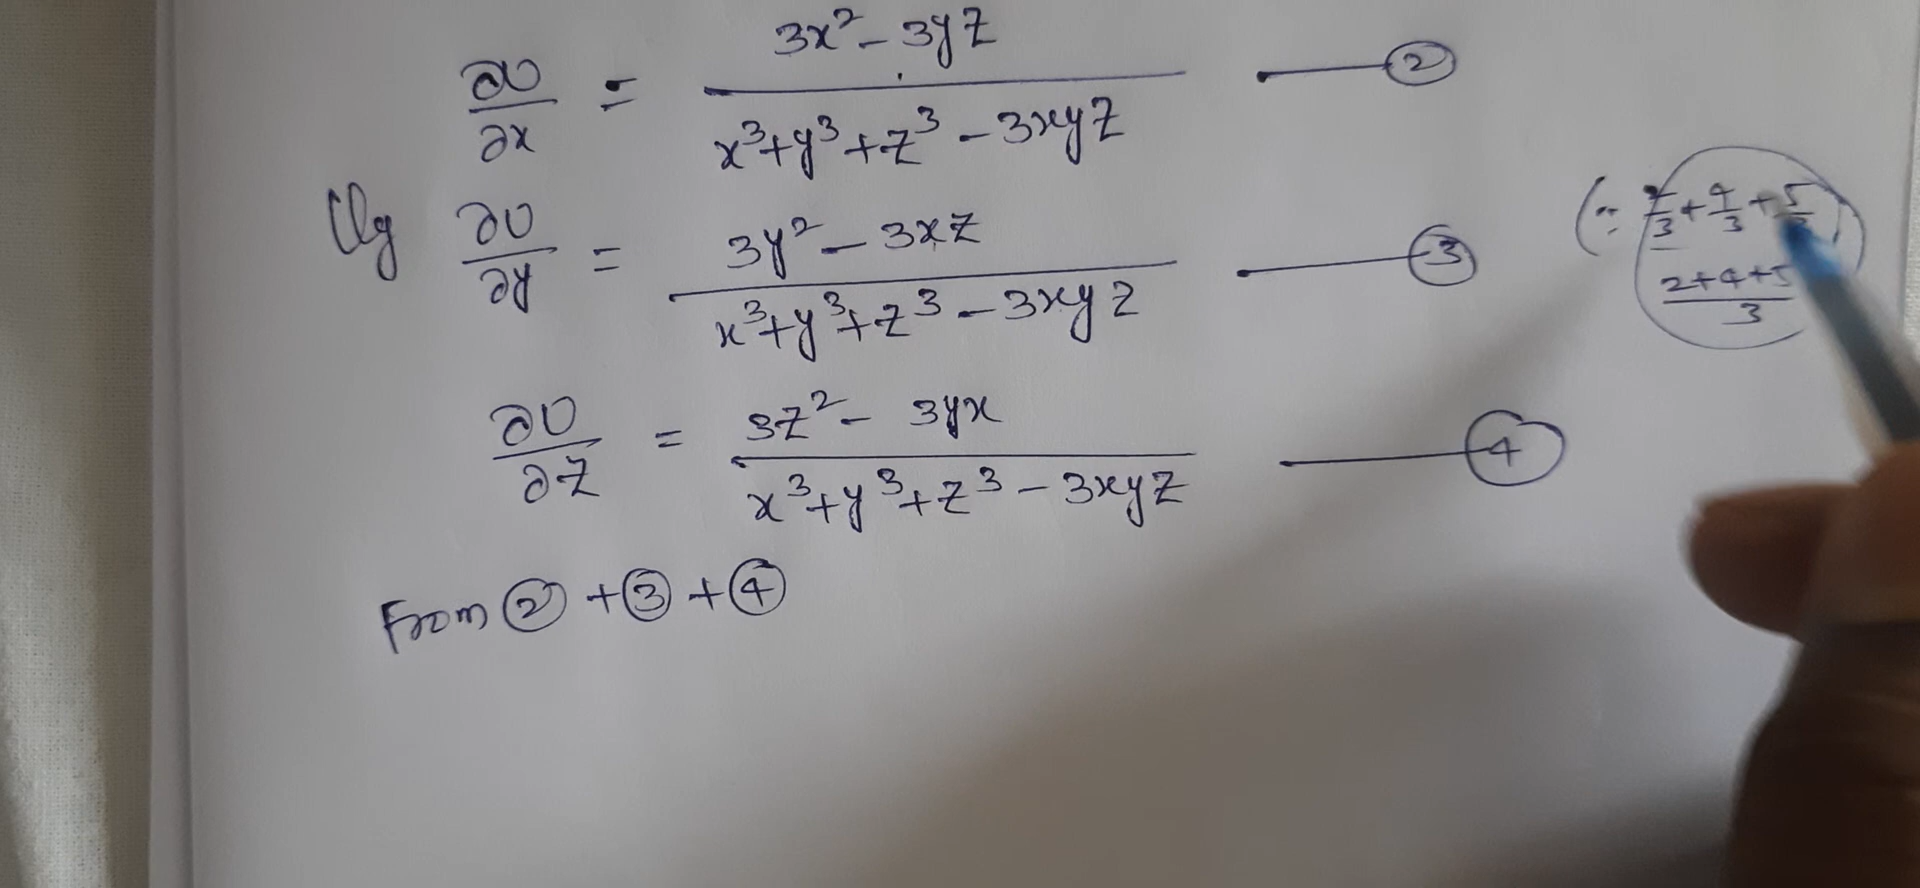 ∂U/∂x = (3x² - 3yz)/(x³+y³+z³ - 3xyz) — ②
lly ∂U/∂y = (3y² - 3xz)/(x³+y³+z³ - 3xyz) — ③
∂U/∂z = (3z² - 3yx)/(x³+y³+z³ - 3xyz) — ④
From ② + ③ + ④
(∵ 2/3 + 4/3 + 5/
2+4+5/3